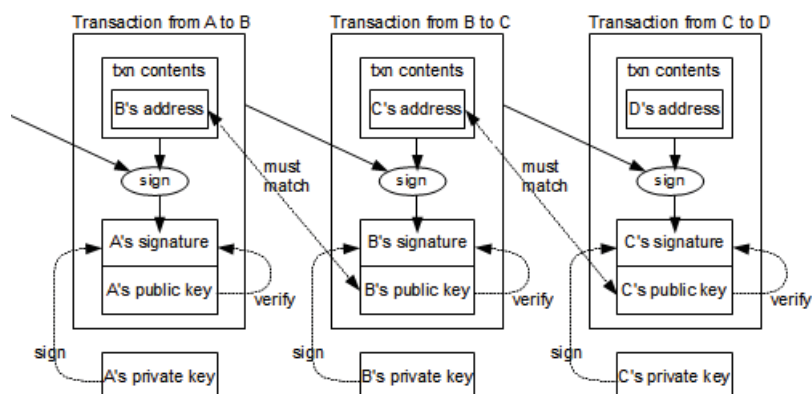 Transaction from A to B
txn contents
B's address
sign
A's signature
A's public key
verify
sign
A's private key
must
match
Transaction from B to C
txn contents
C's address
sign
B's signature
B's public key
verify
sign
B's private key
must
match
Transaction from C to D
txn contents
D's address
sign
C's signature
C's public key
verify
sign
C's private key